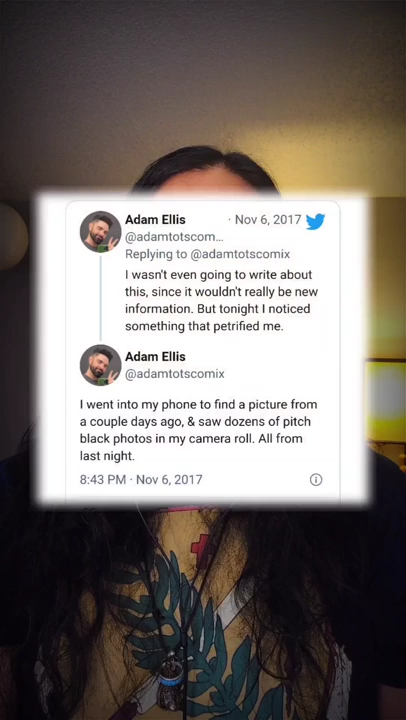 Adam Ellis · Nov 6, 2017
@adamtotscom...
Replying to @adamtotscomix
I wasn't even going to write about
this, since it wouldn't really be new
information. But tonight I noticed
something that petrified me.
Adam Ellis
@adamtotscomix
I went into my phone to find a picture from
a couple days ago, & saw dozens of pitch
black photos in my camera roll. All from
last night.
8:43 PM · Nov 6, 2017